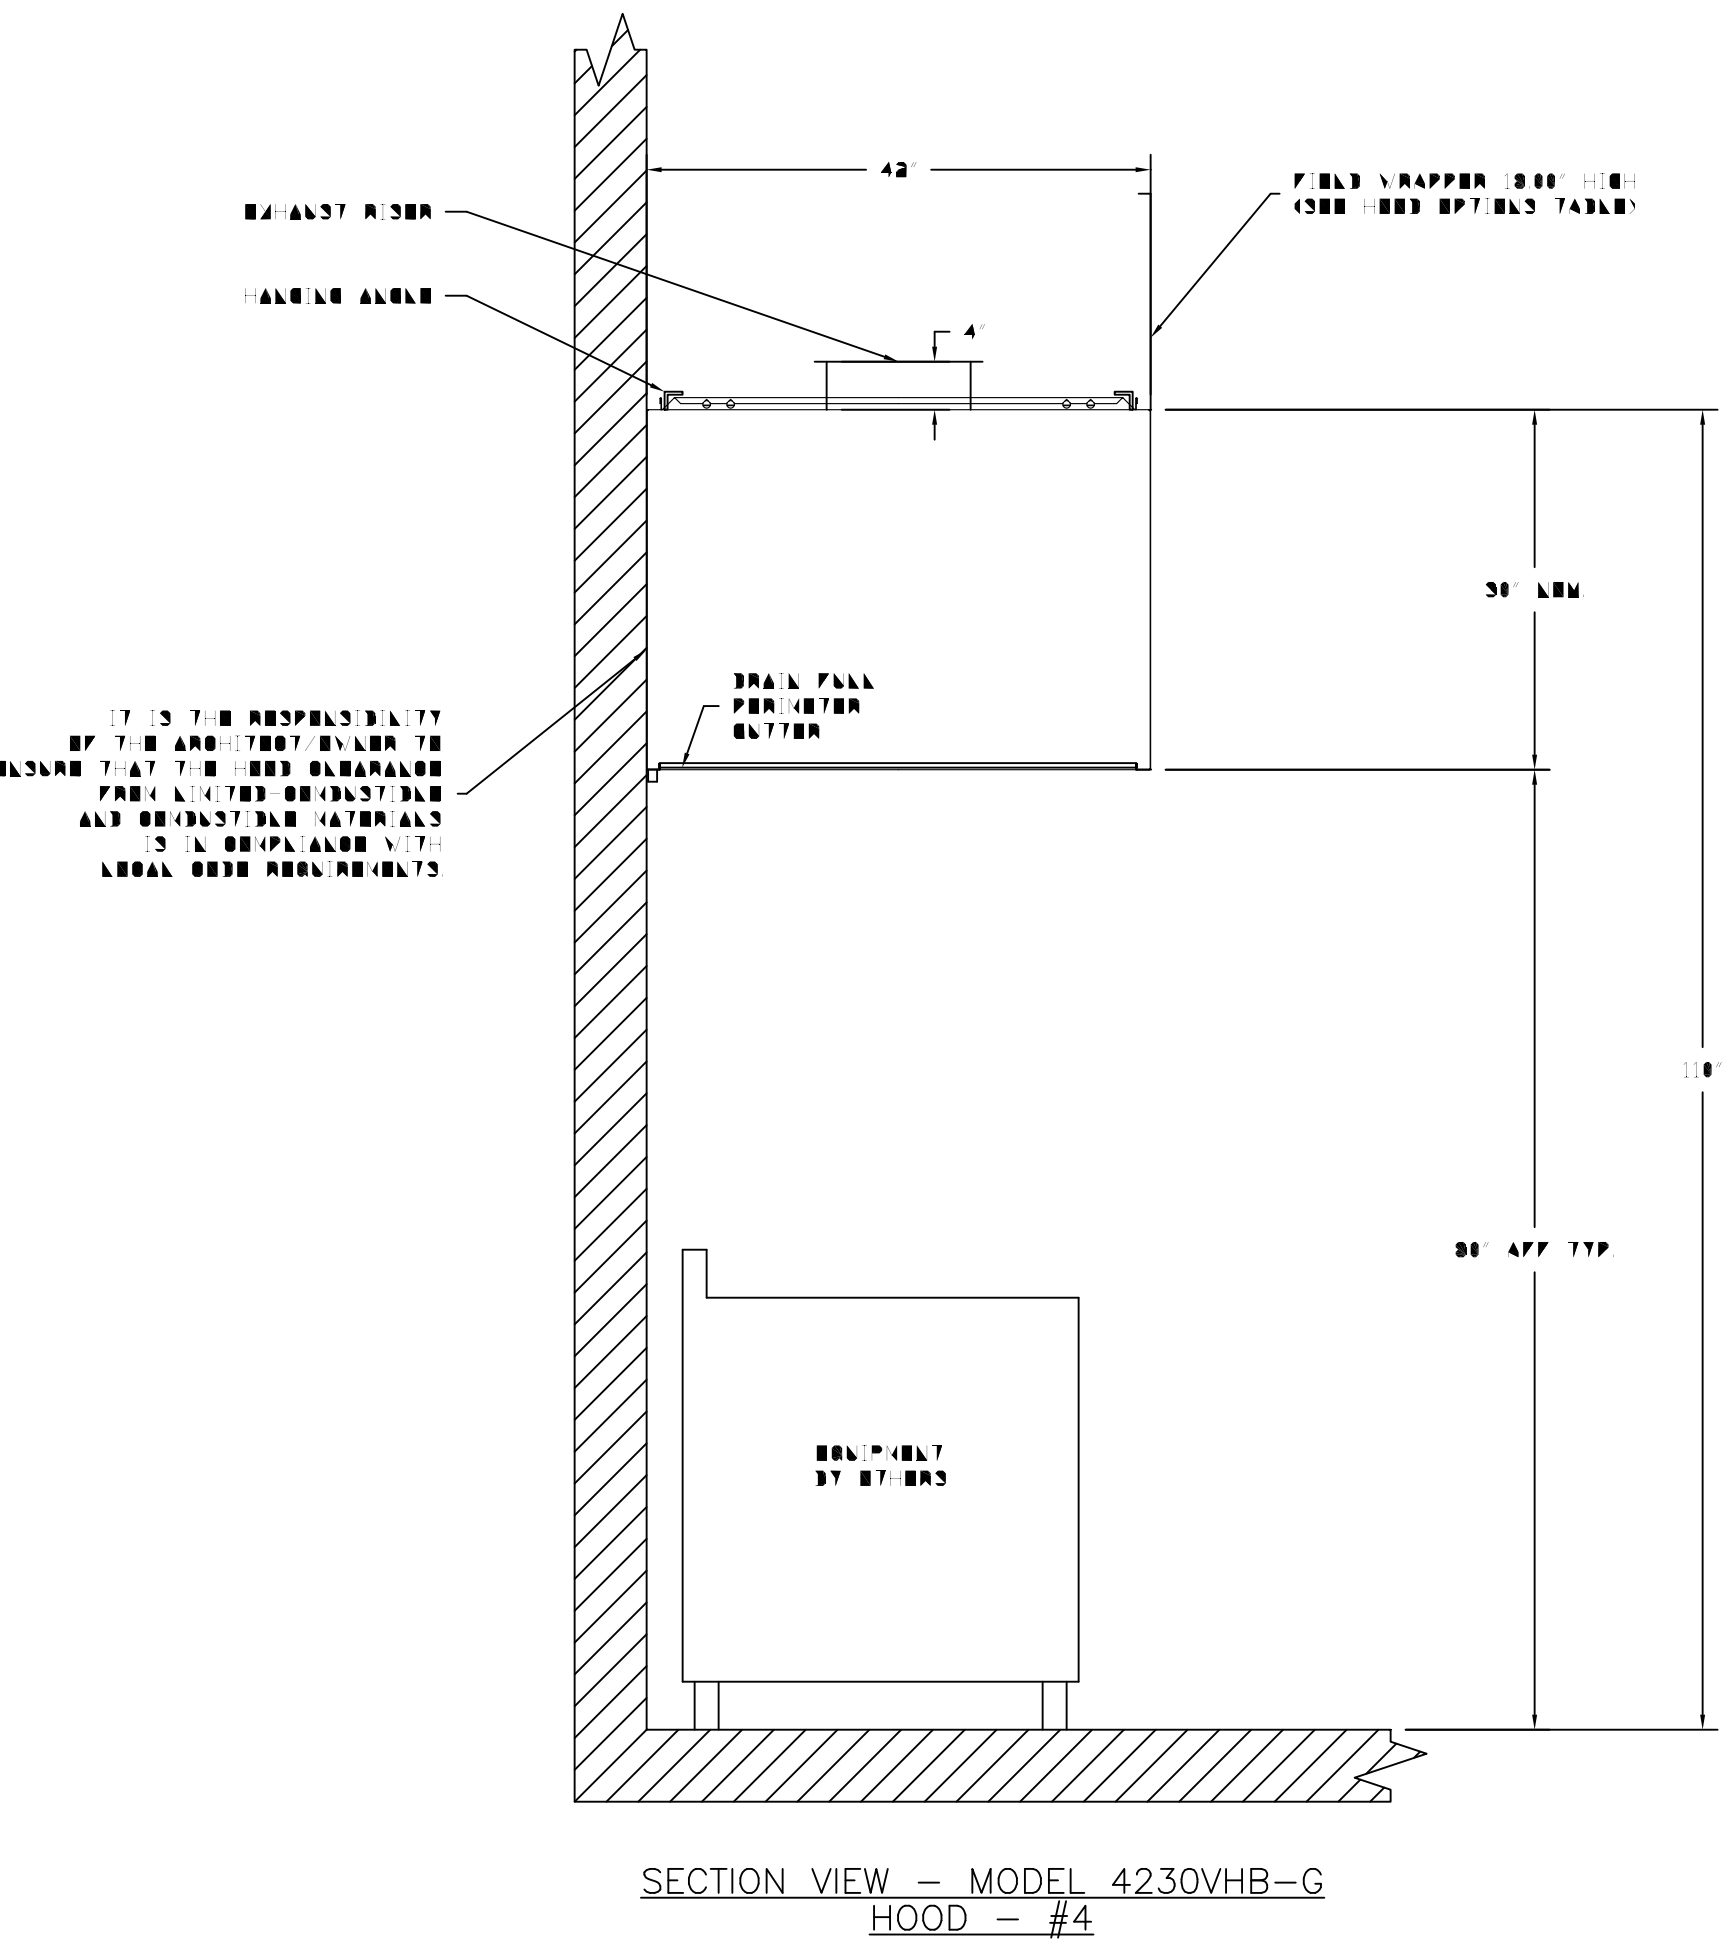 42"
FIELD WRAPPER 18.00" HIGH
(SEE HOOD OPTIONS TABLE)
EXHAUST RISER
HANGING ANGLE
4"
30" NOM.
DRAIN FULL
PERIMETER
GUTTER
IT IS THE RESPONSIBILITY
OF THE ARCHITECT/OWNER TO
ENSURE THAT THE HOOD CLEARANCE
FROM LIMITED-COMBUSTIBLE
AND COMBUSTIBLE MATERIALS
IS IN COMPLIANCE WITH
LOCAL CODE REQUIREMENTS.
110"
80" AFF TYP.
EQUIPMENT
BY OTHERS
SECTION VIEW - MODEL 4230VHB-G
HOOD - #4